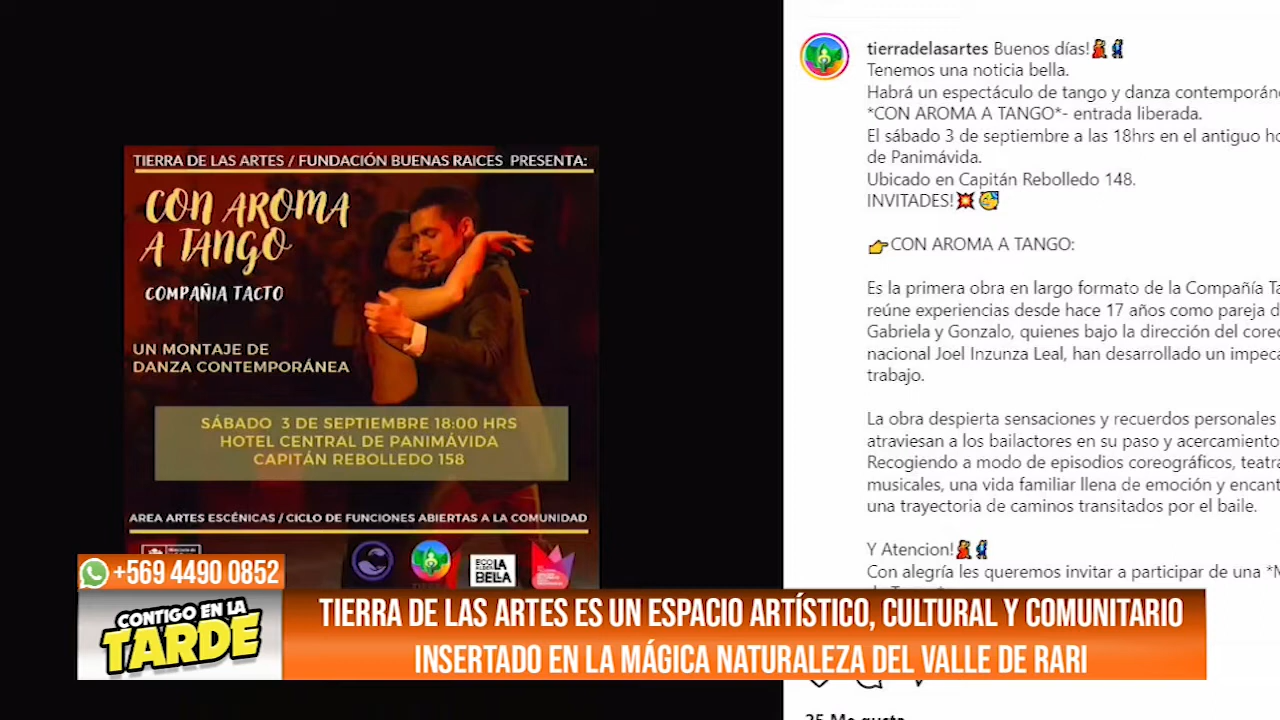 TIERRA DE LAS ARTES / FUNDACIÓN BUENAS RAICES PRESENTA:
CON AROMA
A TANGO
COMPAÑIA TACTO
UN MONTAJE DE
DANZA CONTEMPORÁNEA
SÁBADO 3 DE SEPTIEMBRE 18:00 HRS
HOTEL CENTRAL DE PANIMÁVIDA
CAPITÁN REBOLLEDO 158
AREA ARTES ESCÉNICAS / CICLO DE FUNCIONES ABIERTAS A LA COMUNIDAD
BELLA
tierradelasartes Buenos días!
Tenemos una noticia bella.
Habrá un espectáculo de tango y danza contemporáne
*CON AROMA A TANGO*- entrada liberada.
El sábado 3 de septiembre a las 18hrs en el antiguo ho
de Panimávida.
Ubicado en Capitán Rebolledo 148.
INVITADES!
CON AROMA A TANGO:
Es la primera obra en largo formato de la Compañía Ta
reúne experiencias desde hace 17 años como pareja d
Gabriela y Gonzalo, quienes bajo la dirección del coreo
nacional Joel Inzunza Leal, han desarrollado un impeca
trabajo.
La obra despierta sensaciones y recuerdos personales
atraviesan a los bailactores en su paso y acercamiento
Recogiendo a modo de episodios coreográficos, teatra
musicales, una vida familiar llena de emoción y encant
una trayectoria de caminos transitados por el baile.
Y Atencion!
Con alegría les queremos invitar a participar de una *M
25 Me gusta
+569 4490 0852
CONTIGO EN LA
TARDE
TIERRA DE LAS ARTES ES UN ESPACIO ARTÍSTICO, CULTURAL Y COMUNITARIO
INSERTADO EN LA MÁGICA NATURALEZA DEL VALLE DE RARI